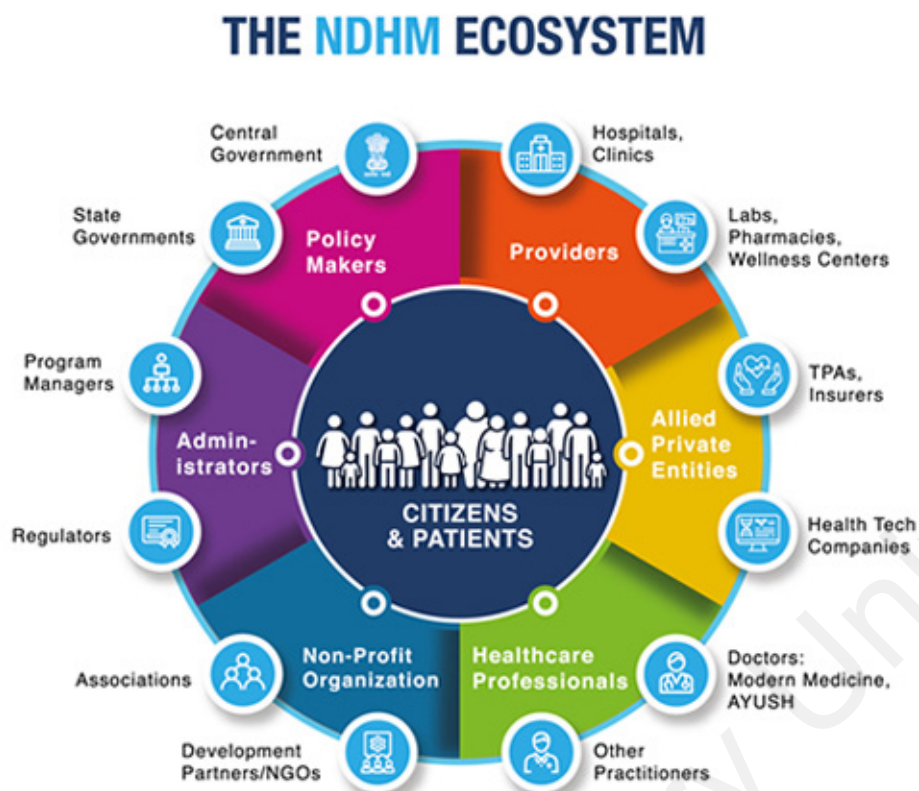 THE NDHM ECOSYSTEM
Central
Government
Hospitals,
Clinics
State
Governments
Policy
Makers
Providers
Labs,
Pharmacies,
Wellness Centers
Program
Managers
TPAs,
Insurers
Admin-
istrators
Allied
Private
Entities
CITIZENS
& PATIENTS
Regulators
Health Tech
Companies
Associations
Non-Profit
Organization
Healthcare
Professionals
Doctors:
Modern Medicine,
AYUSH
Development
Partners/NGOs
Other
Practitioners